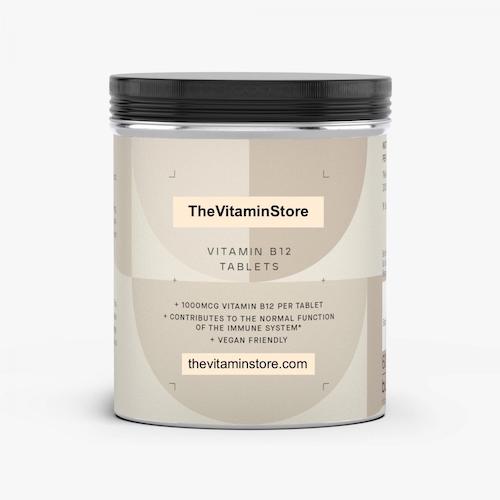 TheVitaminStore
VITAMIN B12
TABLETS
+ 1000MCG VITAMIN B12 PER TABLET
+ CONTRIBUTES TO THE NORMAL FUNCTION
OF THE IMMUNE SYSTEM*
+ VEGAN FRIENDLY
thevitaminstore.com